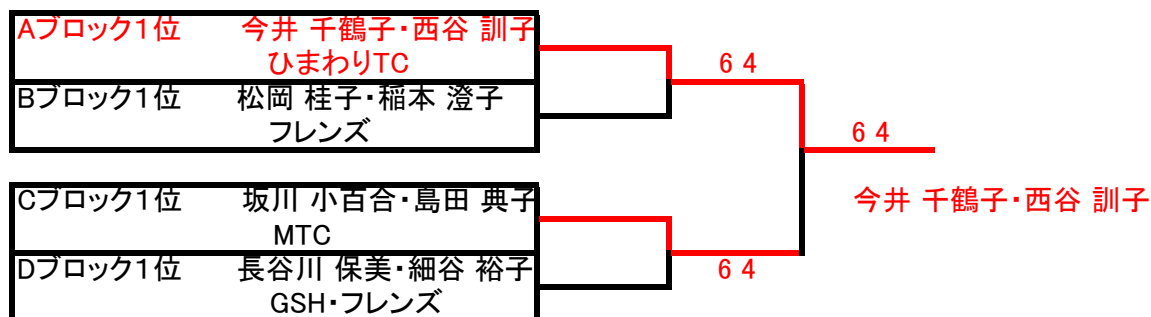 Aブロック1位 今井 千鶴子・西谷 訓子
ひまわりTC
6 4
Bブロック1位 松岡 桂子・稲本 澄子
フレンズ
6 4
Cブロック1位 坂川 小百合・島田 典子
今井 千鶴子・西谷 訓子
MTC
Dブロック1位 長谷川 保美・細谷 裕子
6 4
GSH・フレンズ